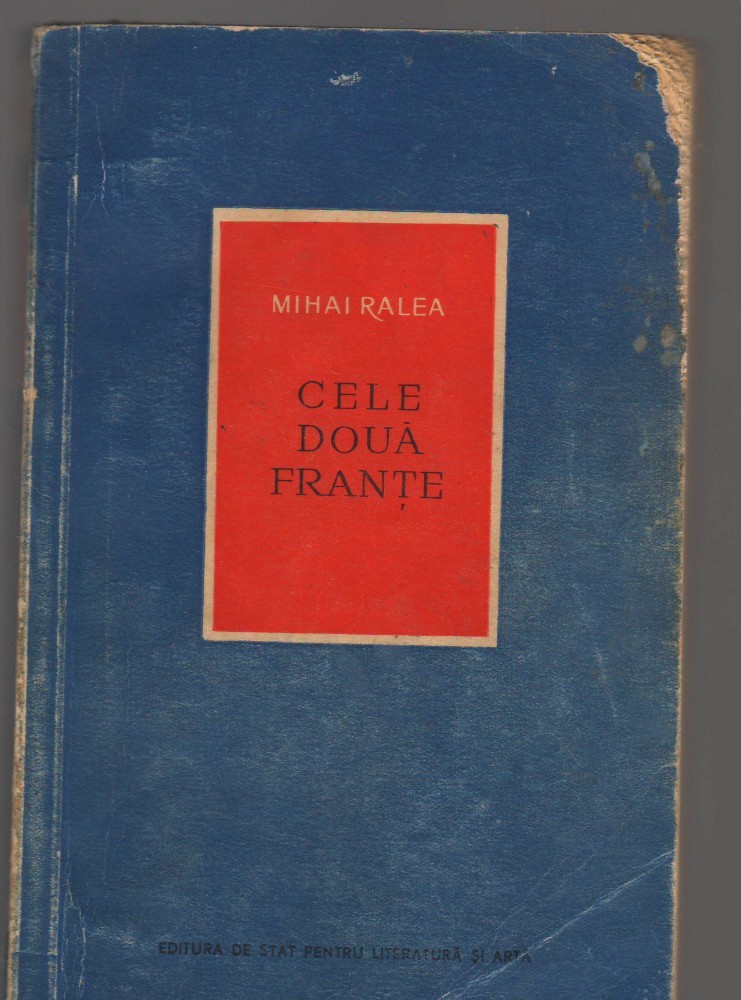 MIHAI RALEA
CELE
DOUĂ
FRANȚE
EDITURA DE STAT PENTRU LITERATURĂ ȘI ARTĂ